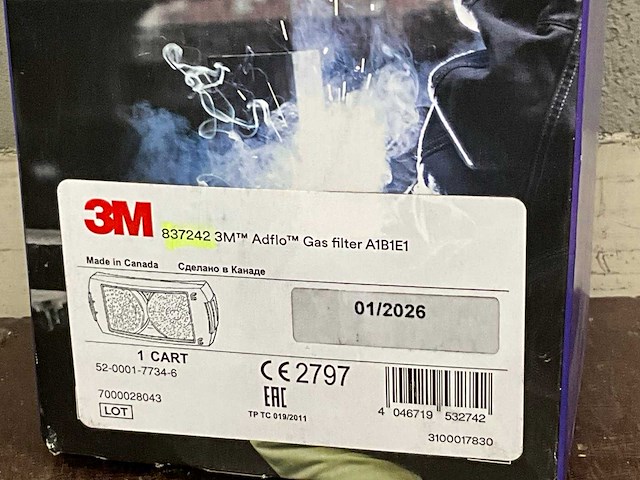 3M
837242 3M™ Adflo™ Gas filter A1B1E1
Made in Canada Сделано в Канаде
01/2026
1 CART
52-0001-7734-6
7000028043
LOT
CE 2797
EAC
TP TC 019/2011
4 046719 532742
3100017830